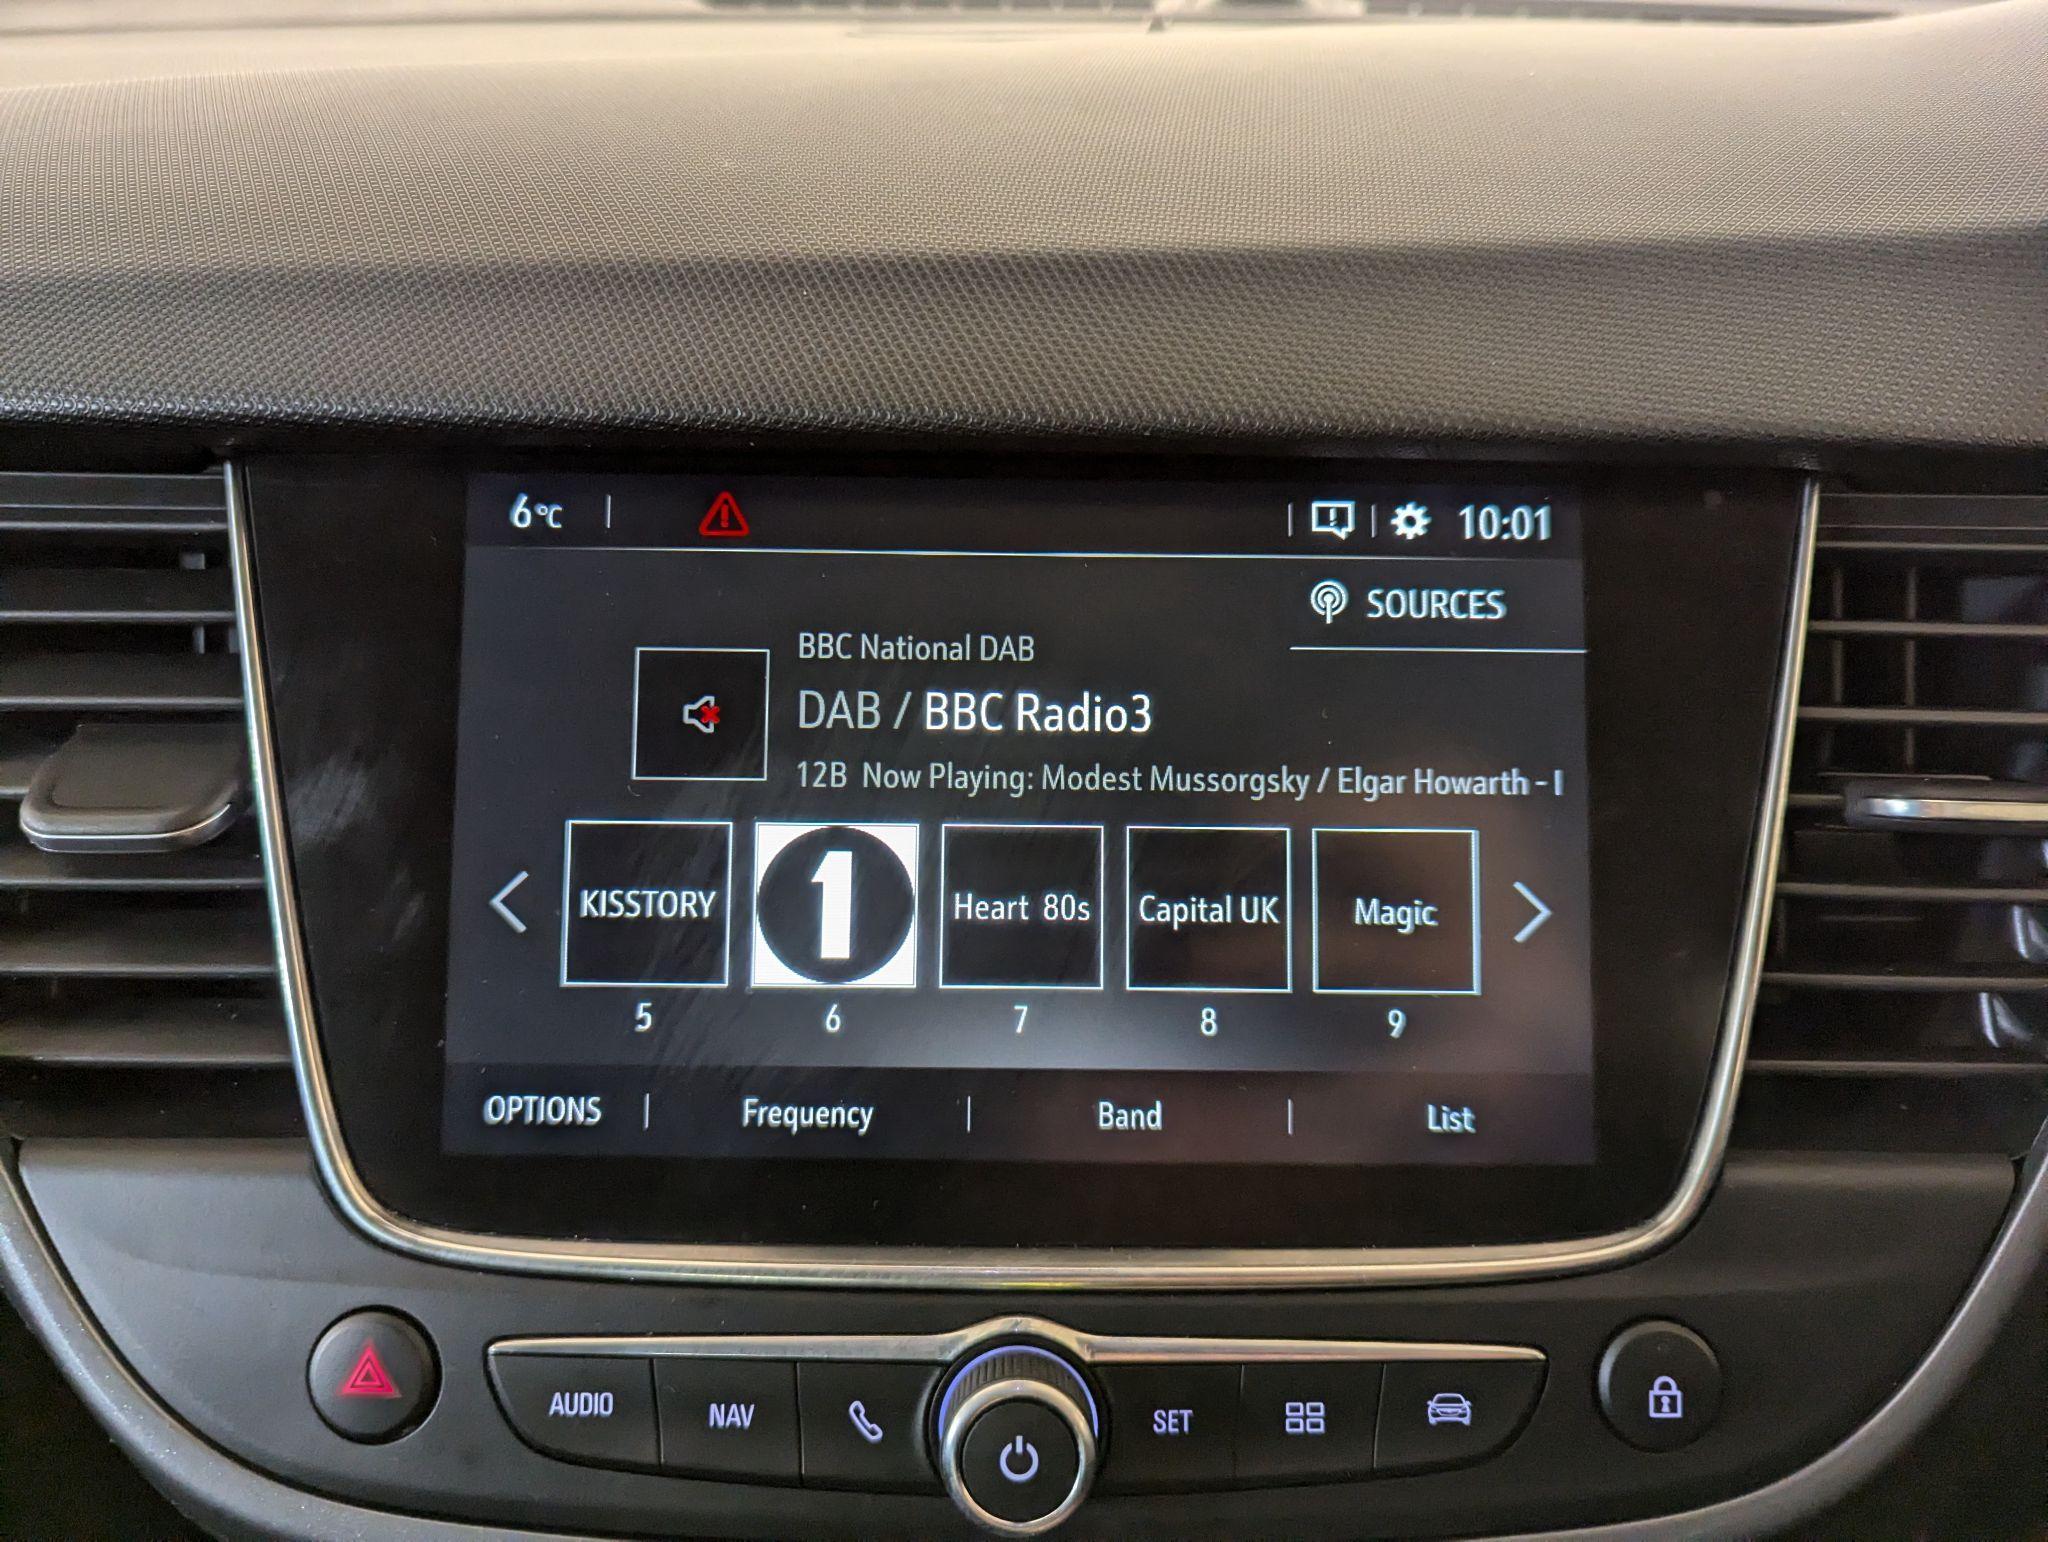 6°C
10:01
SOURCES
BBC National DAB
DAB / BBC Radio3
12B Now Playing: Modest Mussorgsky / Elgar Howarth -
KISSTORY
1
Heart 80s
Capital UK
Magic
5 6 7 8 9
OPTIONS | Frequency | Band | List
AUDIO NAV SET